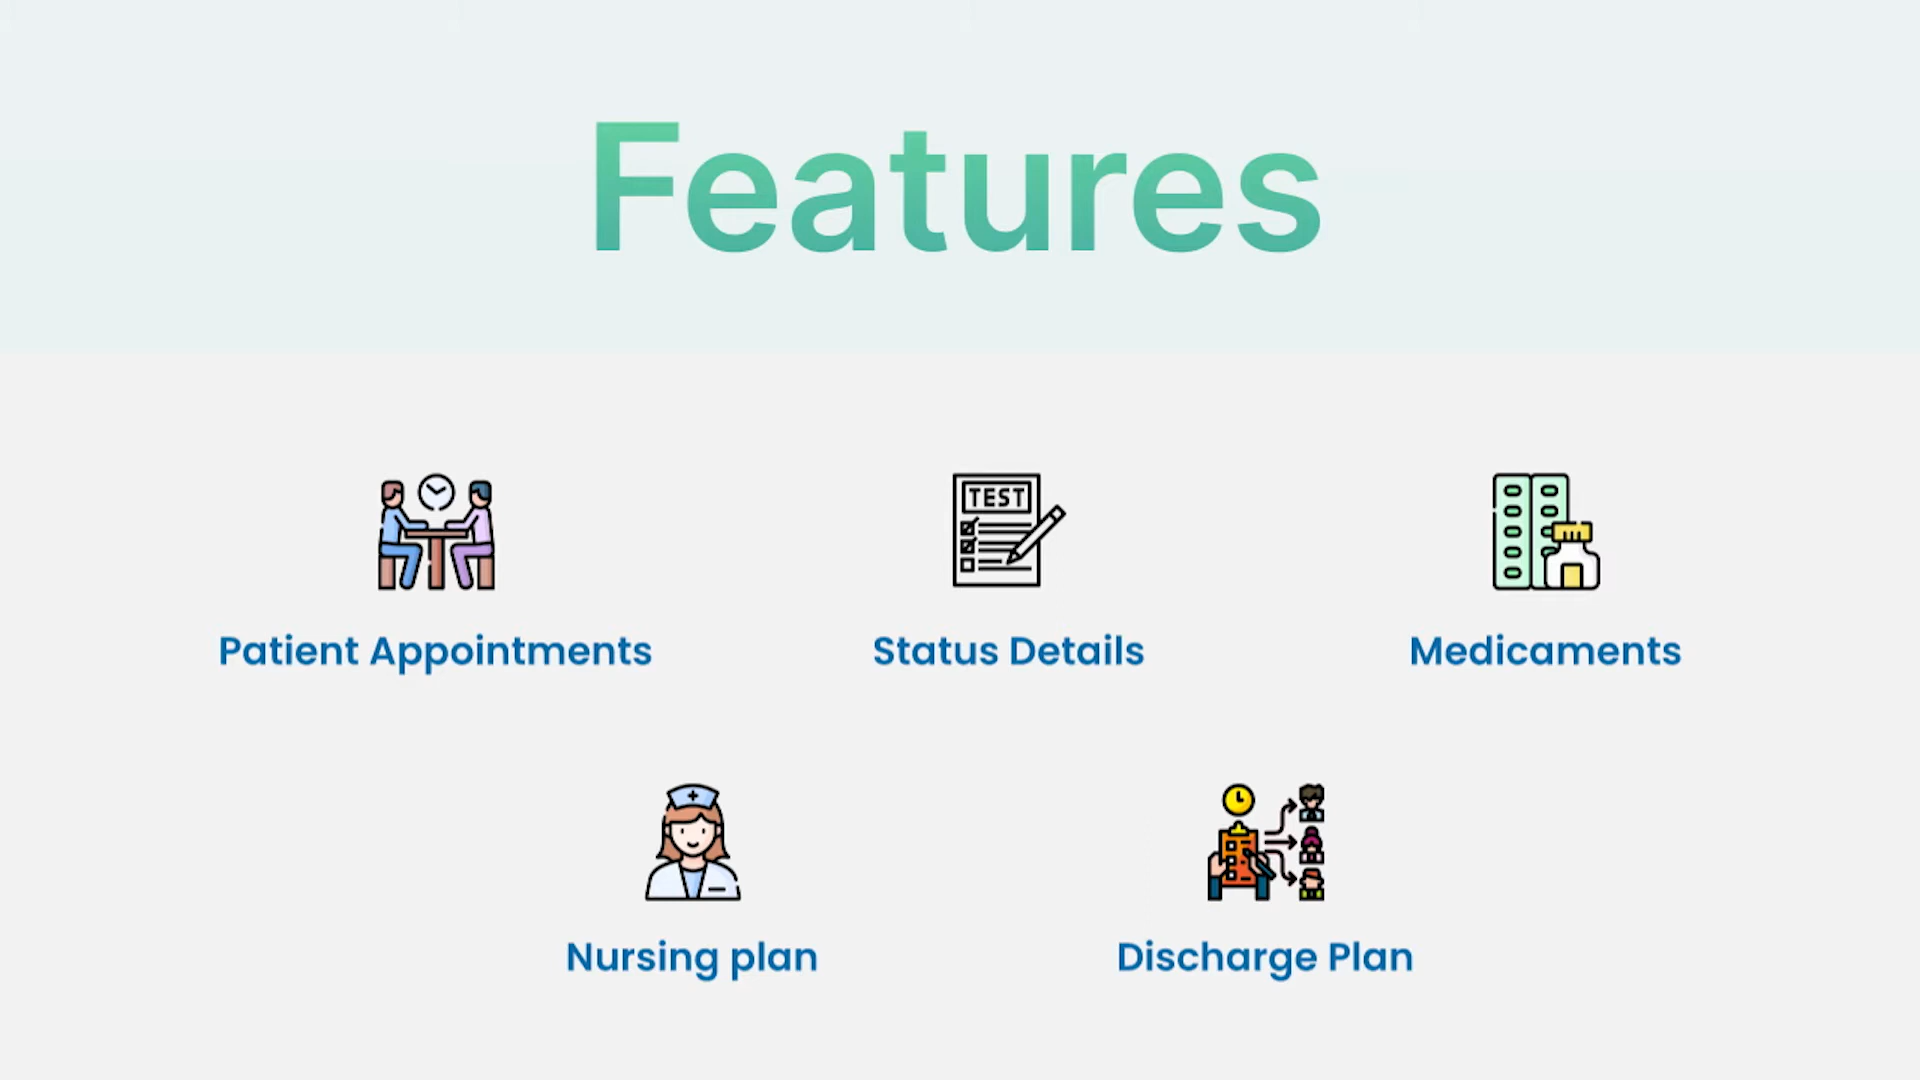 Features
TEST
Patient Appointments
Status Details
Medicaments
Nursing plan
Discharge Plan